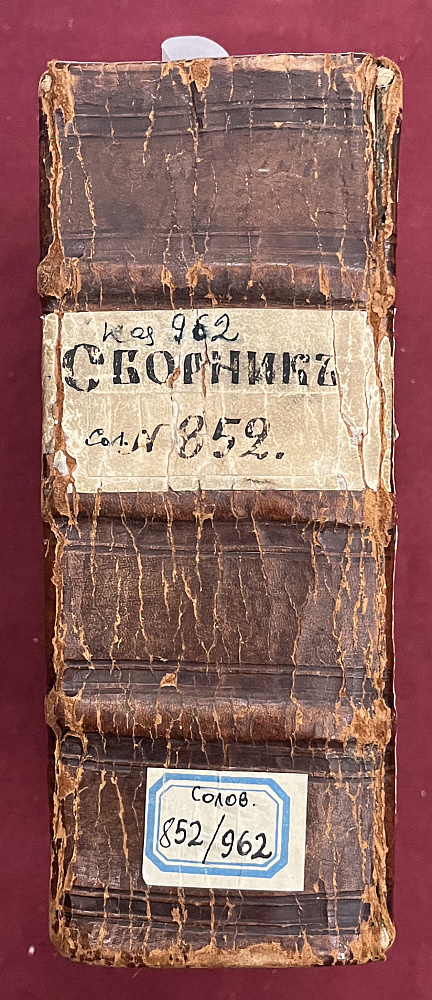 Каз 962
Сборникъ
Сол. N 852.
Солов.
852/962